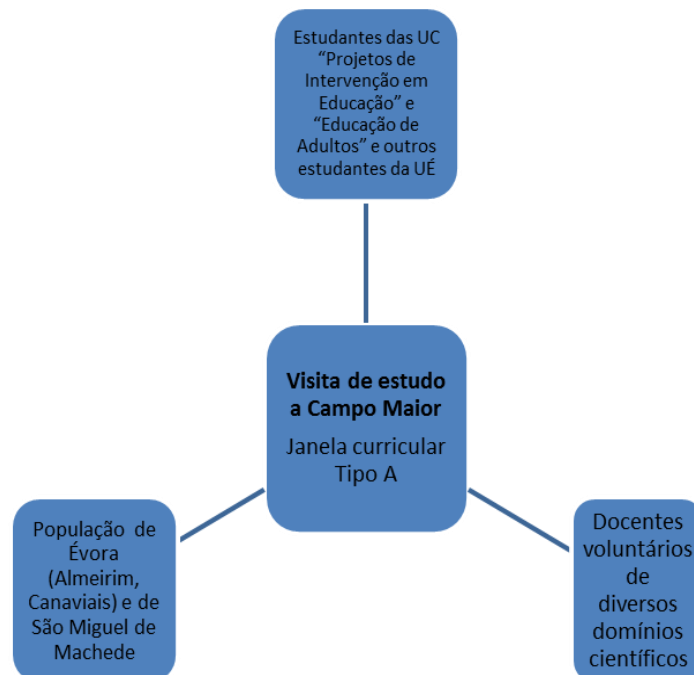 Estudantes das UC
“Projetos de
Intervenção em
Educação” e
“Educação de
Adultos” e outros
estudantes da UÉ
Visita de estudo
a Campo Maior
Janela curricular
Tipo A
População de
Évora
(Almeirim,
Canaviais) e de
São Miguel de
Machede
Docentes
voluntários
de
diversos
domínios
científicos